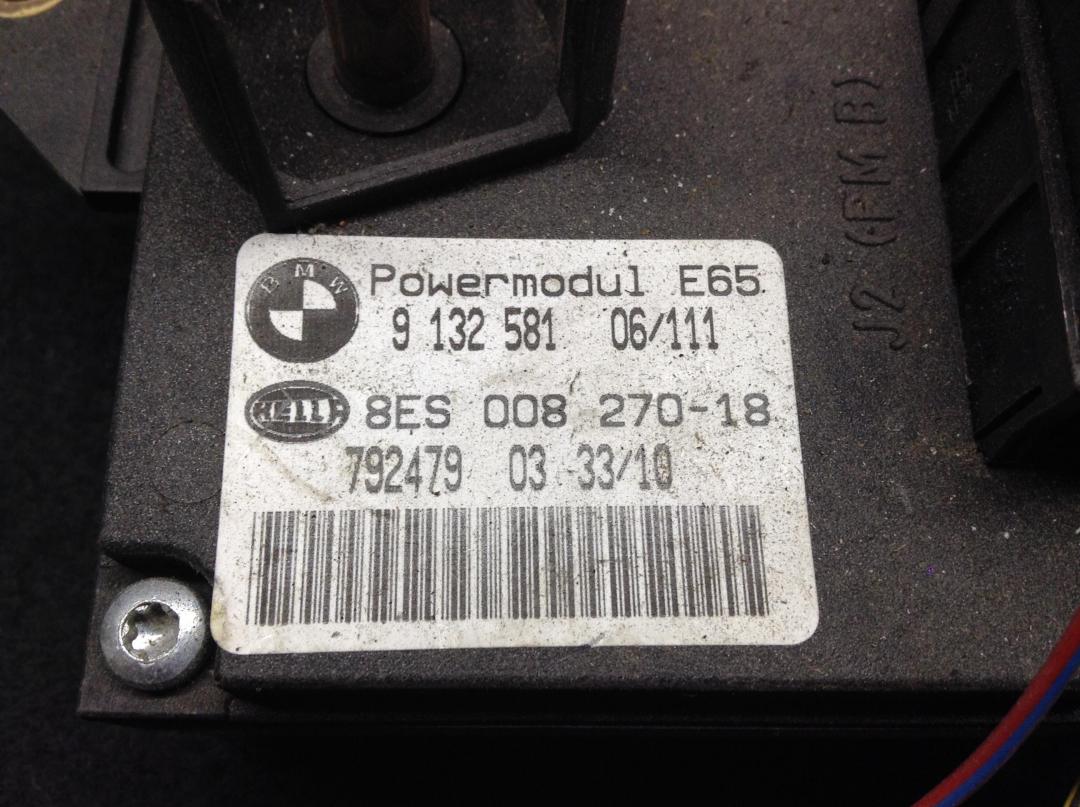 BMW
Powermodul E65
9 132 581 06/111
HELLA
8ES 008 270-18
792479 03 33/10
J2 (FMB)